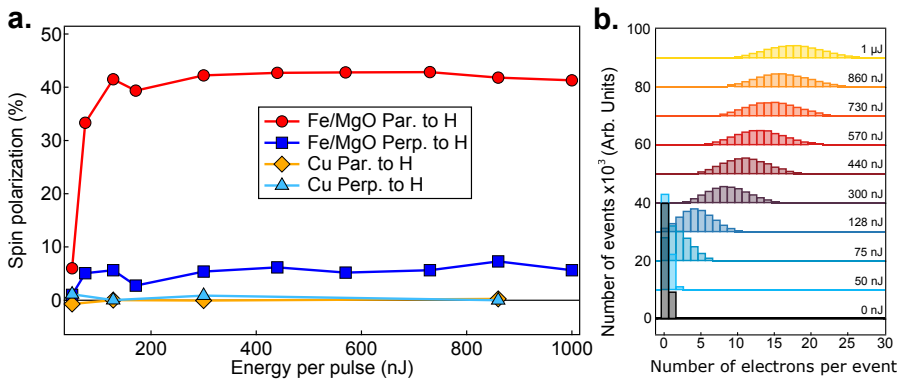 a.
Spin polarization (%)
50
40
30
20
10
0
Fe/MgO Par. to H
Fe/MgO Perp. to H
Cu Par. to H
Cu Perp. to H
200
400
600
800
1000
Energy per pulse (nJ)
b.
Number of events x10³ (Arb. Units)
100
80
60
40
20
0
1 µJ
860 nJ
730 nJ
570 nJ
440 nJ
300 nJ
128 nJ
75 nJ
50 nJ
0 nJ
0
5
10
15
20
25
30
Number of electrons per event